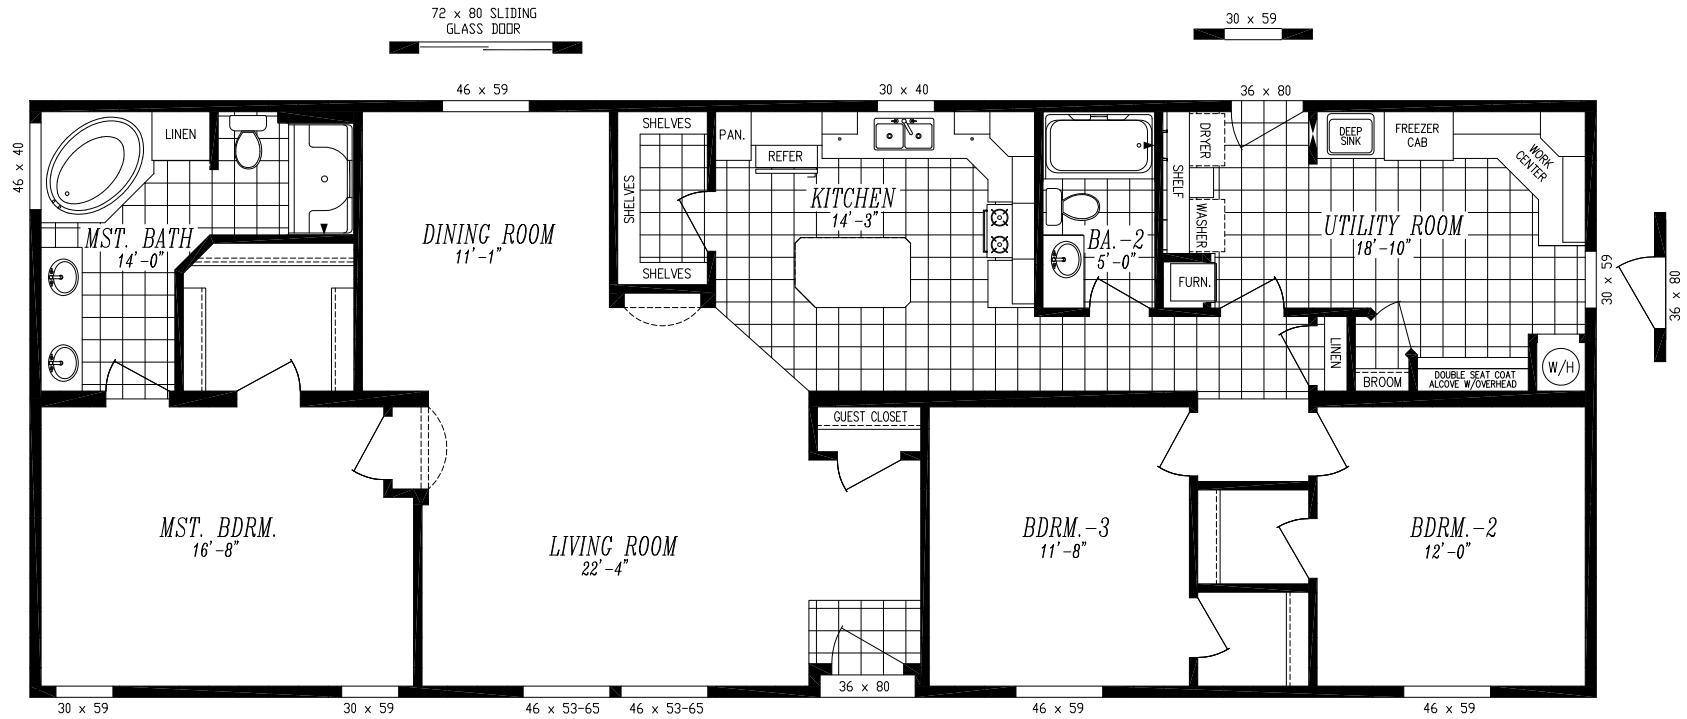 72 x 80 SLIDING
GLASS DOOR
30 x 59
46 x 59
30 x 40
36 x 80
46 x 40
LINEN
MST. BATH
14'-0"
DINING ROOM
11'-1"
SHELVES
SHELVES
SHELVES
PAN.
REFER
KITCHEN
14'-3"
BA.-2
5'-0"
DRYER
SHELF
WASHER
FURN.
DEEP
SINK
FREEZER
CAB
WORK
CENTER
UTILITY ROOM
18'-10"
30 x 59
36 x 80
LINEN
BROOM
DOUBLE SEAT COAT
ALCOVE W/OVERHEAD
W/H
GUEST CLOSET
MST. BDRM.
16'-8"
LIVING ROOM
22'-4"
BDRM.-3
11'-8"
BDRM.-2
12'-0"
30 x 59
30 x 59
46 x 53-65
46 x 53-65
36 x 80
46 x 59
46 x 59